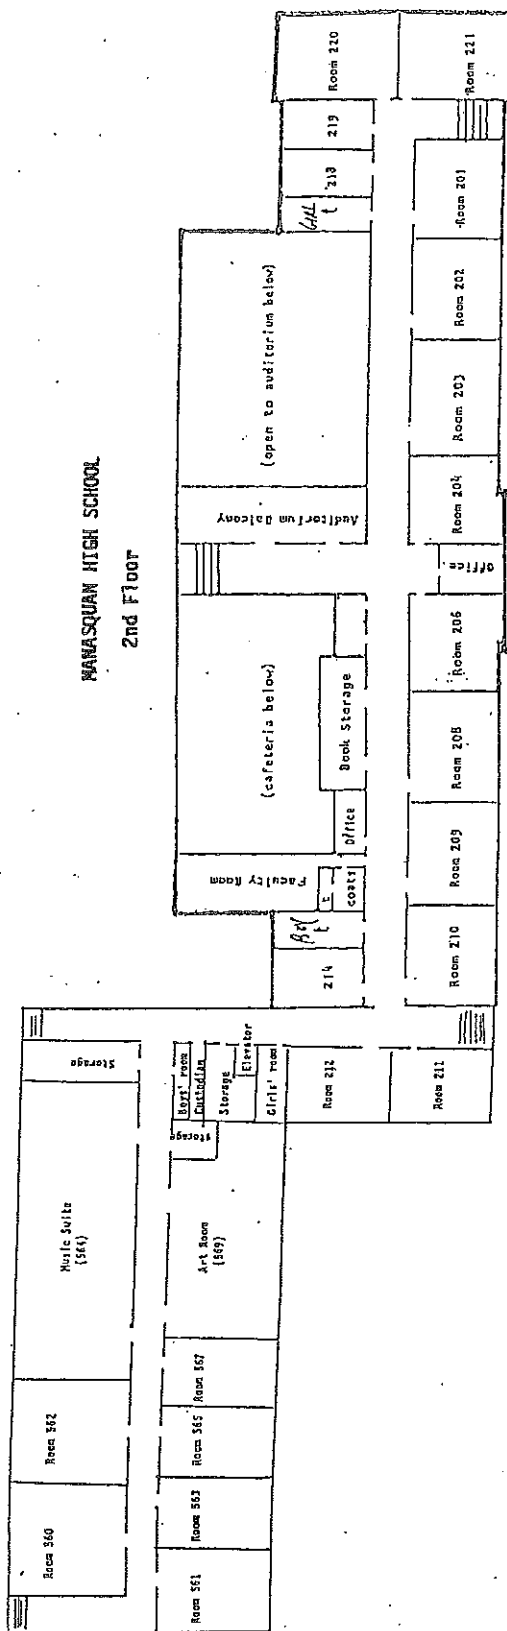 MANASQUAN HIGH SCHOOL
2nd Floor
Room 220
Room 221
219
218
t
Room 201
Room 202
Room 203
Room 204
(open to auditorium below)
Auditorium Balcony
Office
(cafeteria below)
Book Storage
Office
Room 206
Room 208
Room 209
Room 210
Faculty Room
t
coats
Boy
t
214
Storage
Boys' room
Custodian
Storage
Elevator
Girls' room
Room 212
Room 211
storage
Music Suite
(564)
Art Room
(569)
Room 562
Room 560
Room 567
Room 565
Room 563
Room 561